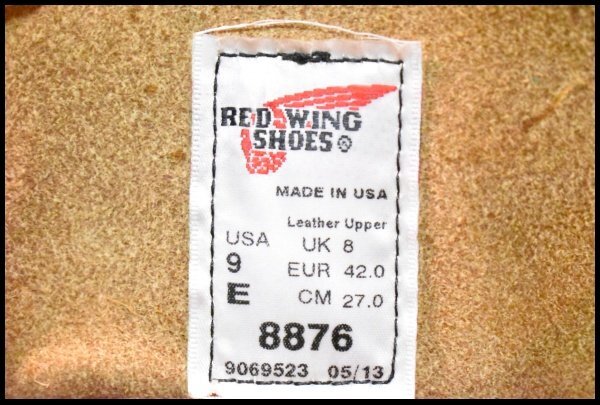 RED WING
SHOES®
MADE IN USA
Leather Upper
USA UK 8
9 EUR 42.0
E CM 27.0
8876
9069523 05/13